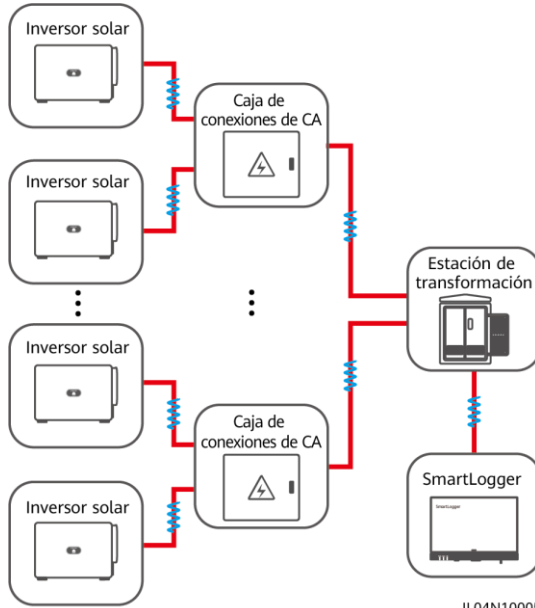 Inversor solar
Caja de
conexiones de CA
Inversor solar
Estación de
transformación
Inversor solar
Caja de
conexiones de CA
SmartLogger
SmartLogger
Inversor solar